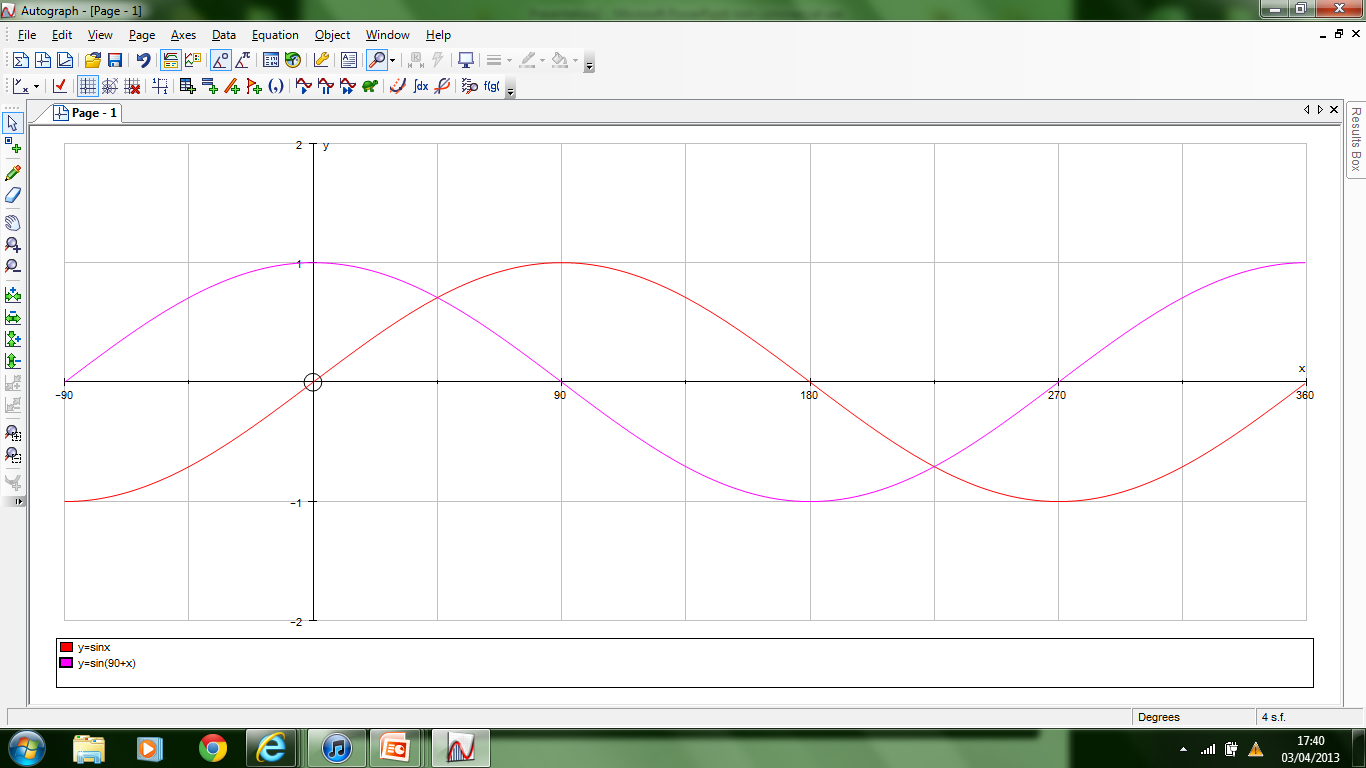 Autograph - [Page - 1]
File Edit View Page Axes Data Equation Object Window Help
∫dx f(g(
Page - 1
Results Box
2 y
1
x
−90 90 180 270 360
−1
−2
y=sinx
y=sin(90+x)
Degrees 4 s.f.
17:40
03/04/2013